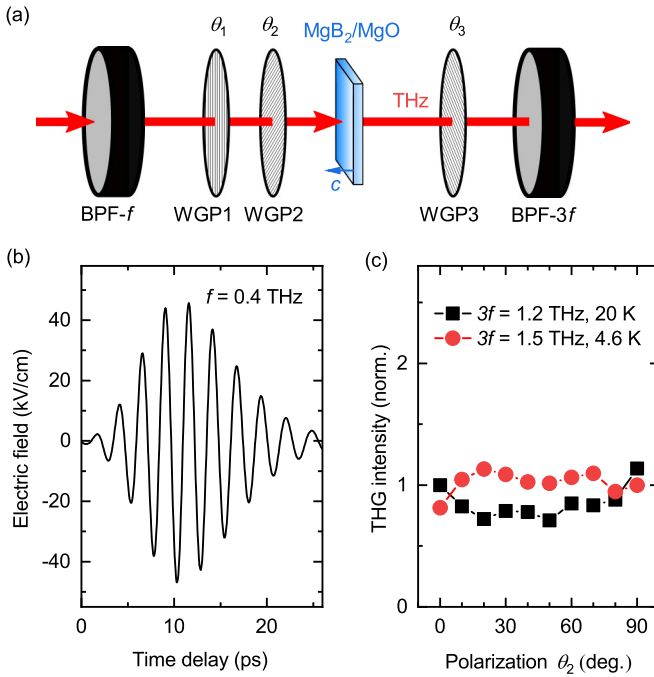 (a)
θ₁ θ₂ MgB₂/MgO θ₃
THz
c
BPF-f WGP1 WGP2 WGP3 BPF-3f
(b)
f = 0.4 THz
40
20
0
-20
-40
Electric field (kV/cm)
0 10 20
Time delay (ps)
(c)
3f = 1.2 THz, 20 K
3f = 1.5 THz, 4.6 K
2
1
0
THG intensity (norm.)
0 30 60 90
Polarization θ₂ (deg.)